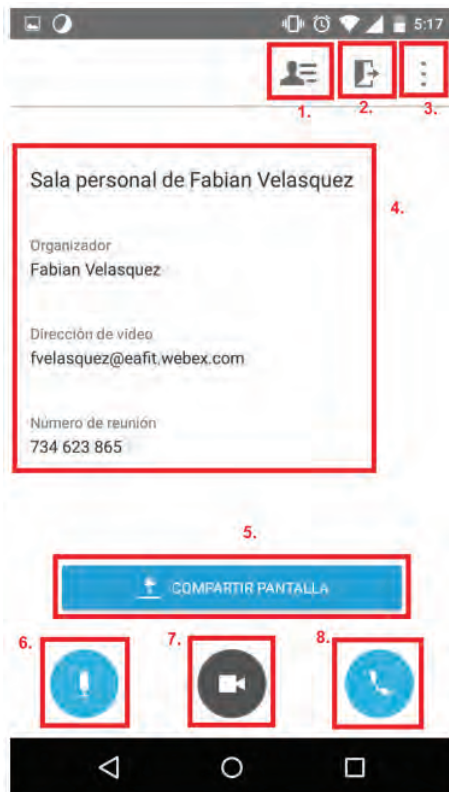 5:17
1.
2.
3.
Sala personal de Fabian Velasquez
4.
Organizador
Fabian Velasquez
Dirección de video
fvelasquez@eafit.webex.com
Número de reunión
734 623 865
5.
COMPARTIR PANTALLA
6.
7.
8.